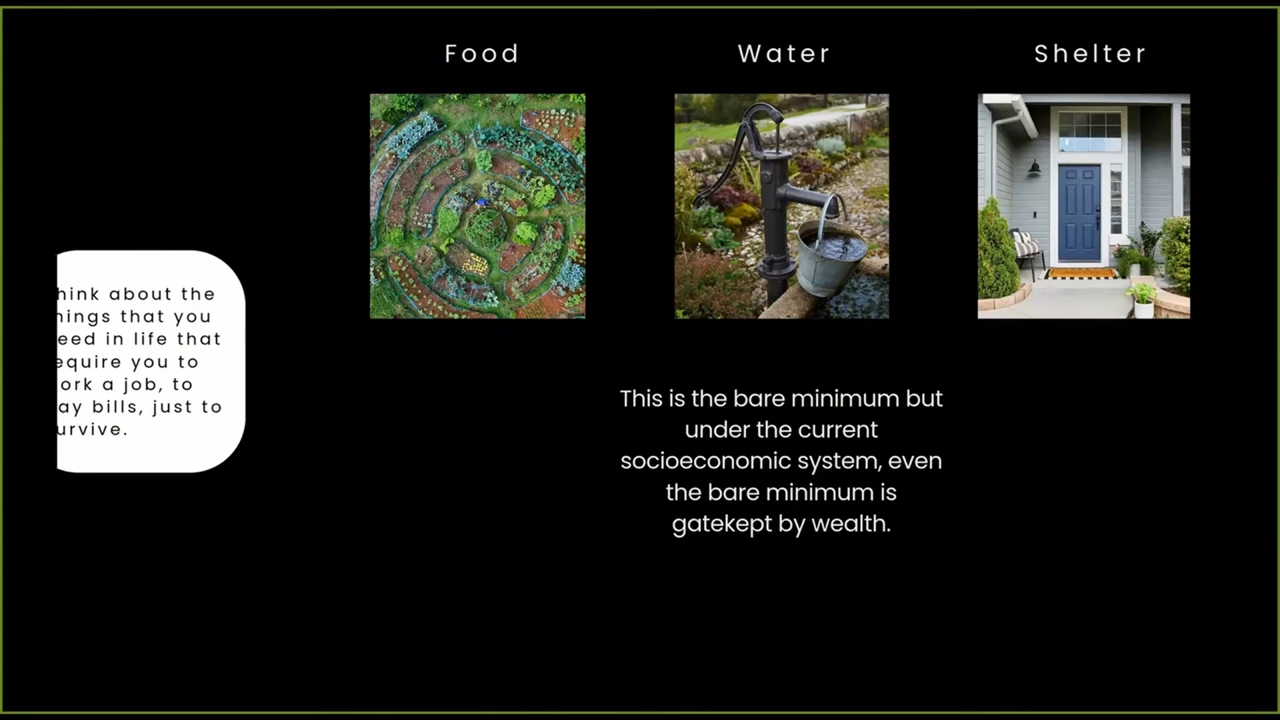 Food
Water
Shelter
hink about the
hings that you
eed in life that
equire you to
ork a job, to
ay bills, just to
urvive.
This is the bare minimum but
under the current
socioeconomic system, even
the bare minimum is
gatekept by wealth.